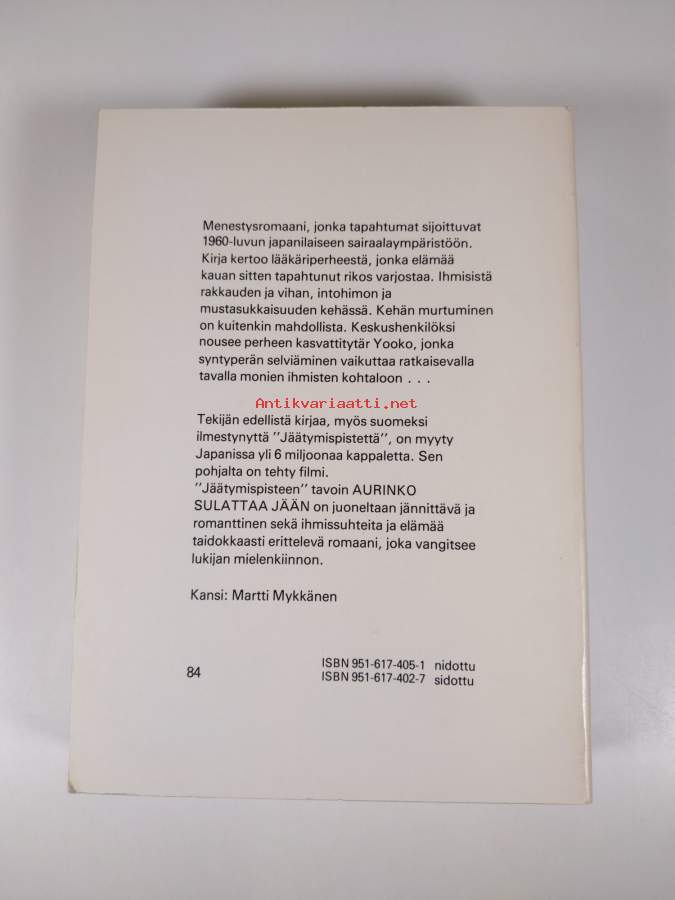 Menestysromaani, jonka tapahtumat sijoittuvat
1960-luvun japanilaiseen sairaalaympäristöön.
Kirja kertoo lääkäriperheestä, jonka elämää
kauan sitten tapahtunut rikos varjostaa. Ihmisistä
rakkauden ja vihan, intohimon ja
mustasukkaisuuden kehässä. Kehän murtuminen
on kuitenkin mahdollista. Keskushenkilöksi
nousee perheen kasvattitytär Yooko, jonka
syntyperän selviäminen vaikuttaa ratkaisevalla
tavalla monien ihmisten kohtaloon . . .
Antikvariaatti.net
Tekijän edellistä kirjaa, myös suomeksi
ilmestynyttä ''Jäätymispistettä'', on myyty
Japanissa yli 6 miljoonaa kappaletta. Sen
pohjalta on tehty filmi.
''Jäätymispisteen'' tavoin AURINKO
SULATTAA JÄÄN on juoneltaan jännittävä ja
romanttinen sekä ihmissuhteita ja elämää
taidokkaasti erittelevä romaani, joka vangitsee
lukijan mielenkiinnon.
Kansi: Martti Mykkänen
84
ISBN 951-617-405-1 nidottu
ISBN 951-617-402-7 sidottu